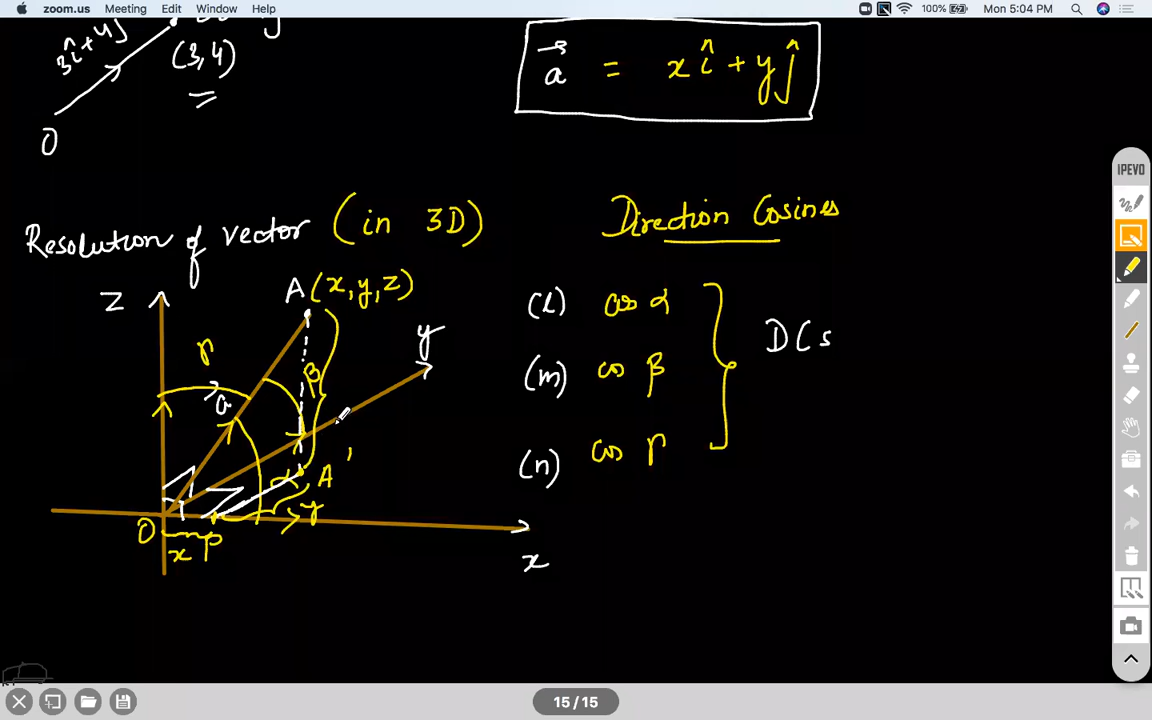 zoom.us Meeting Edit Window Help 100% Mon 5:04 PM
3î+4j
(3,4)
O
a = xî + yĵ
Resolution of vector (in 3D)
Direction Cosines
Z
A (x,y,z)
y
r
β
a
α
A'
O
x
P
y
x
(l) cos α
(m) cos β
(n) cos r
DCs
IPEVO
15/15